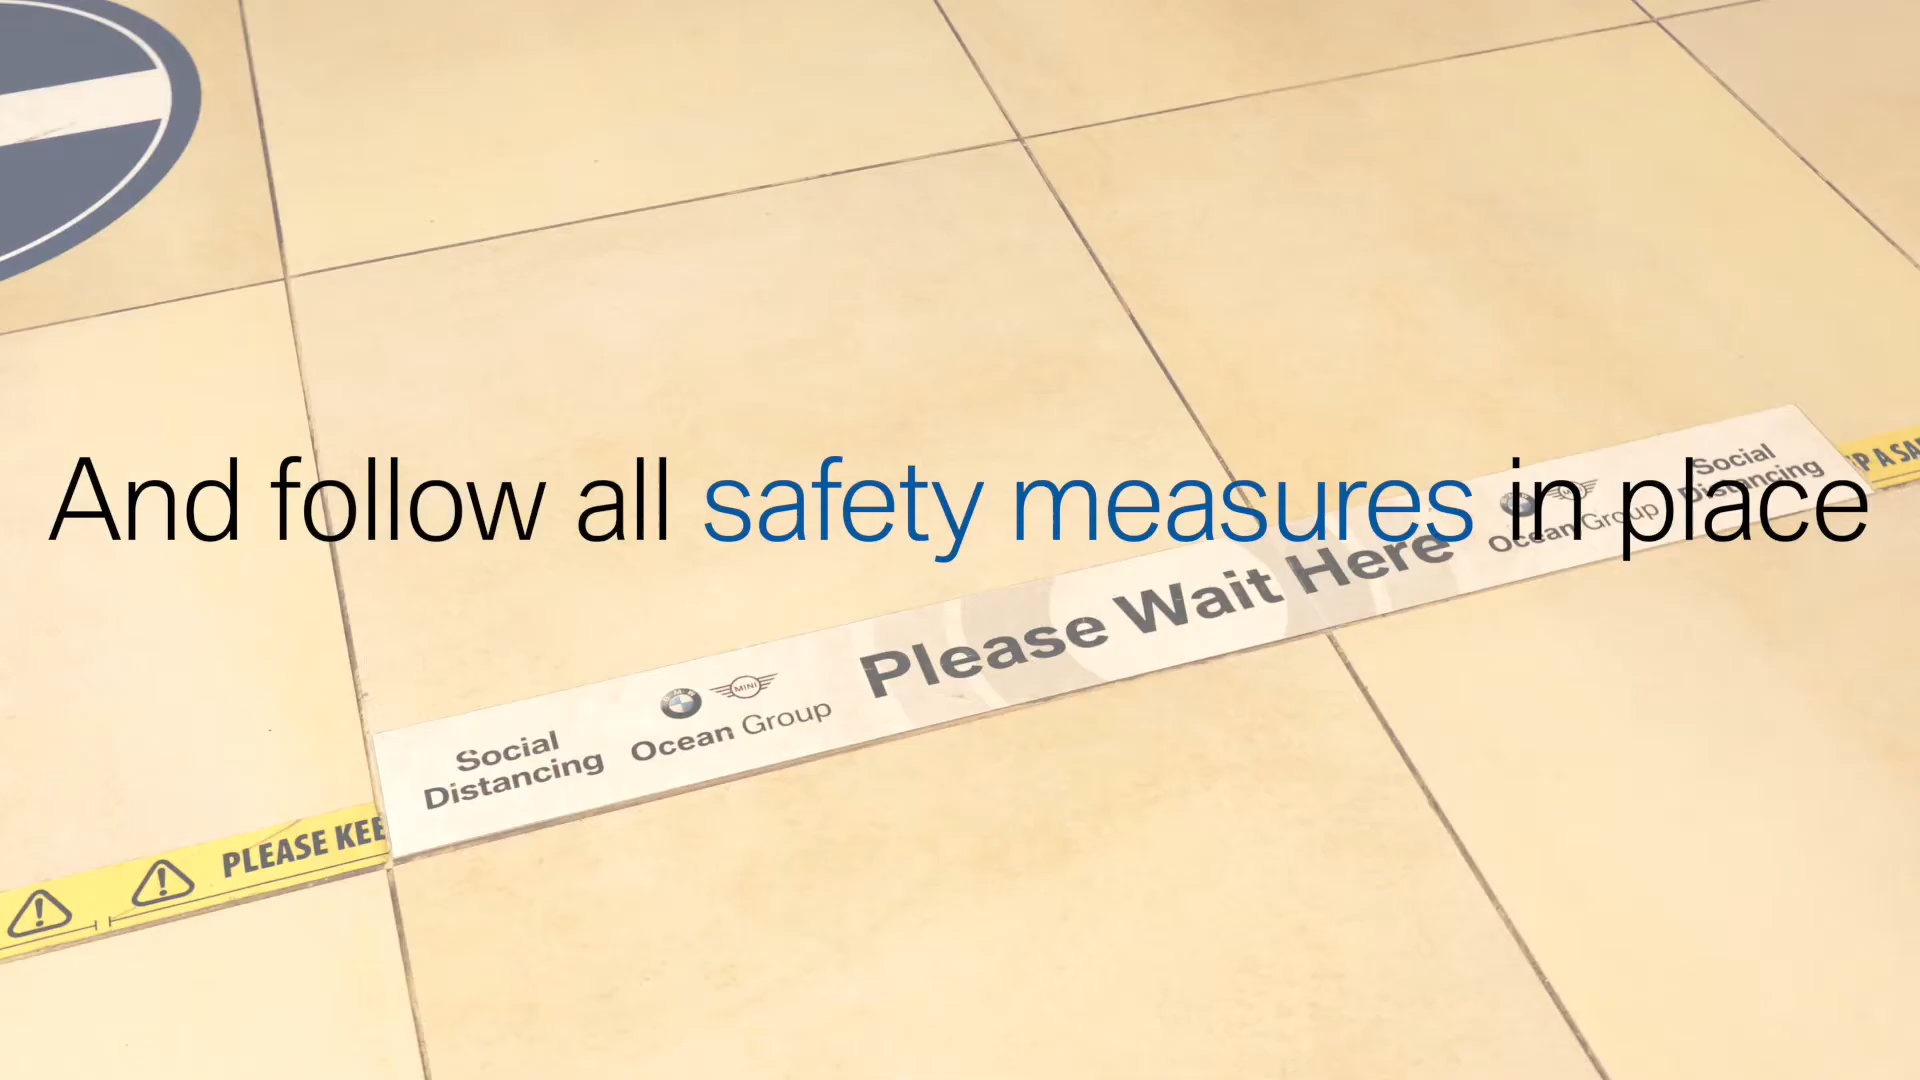 And follow all safety measures in place
Social
Distancing
Ocean Group
MINI
Please Wait Here
Ocean Group
Social
Distancing
PLEASE KEE
P A SA